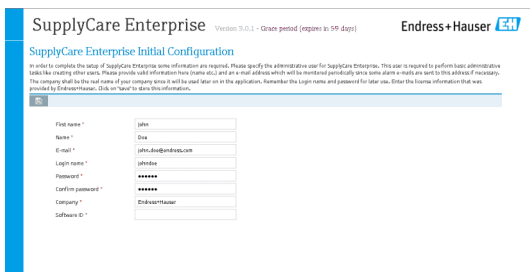 SupplyCare Enterprise Version 3.0.1 - Grace period (expires in 59 days) Endress+Hauser EH
SupplyCare Enterprise Initial Configuration
In order to complete the setup of SupplyCare Enterprise some information are required. Please specify the administrative user for SupplyCare Enterprise. This user is required to perform basic administrative
tasks like creating other users. Please provide valid information here (name etc.) and an e-mail address which will be monitored periodically since some alarm e-mails are sent to this address if necessary.
The company shall be the real name of your company since it will be used later on in the application. Remember the Login name and password for later use. Enter the license information that was
provided by Endress+Hauser. Click on "save" to store this information.
First name * John
Name * Doe
E-mail * john.doe@endress.com
Login name * johndoe
Password * ●●●●●●
Confirm password * ●●●●●●
Company * Endress+Hauser
Software ID *